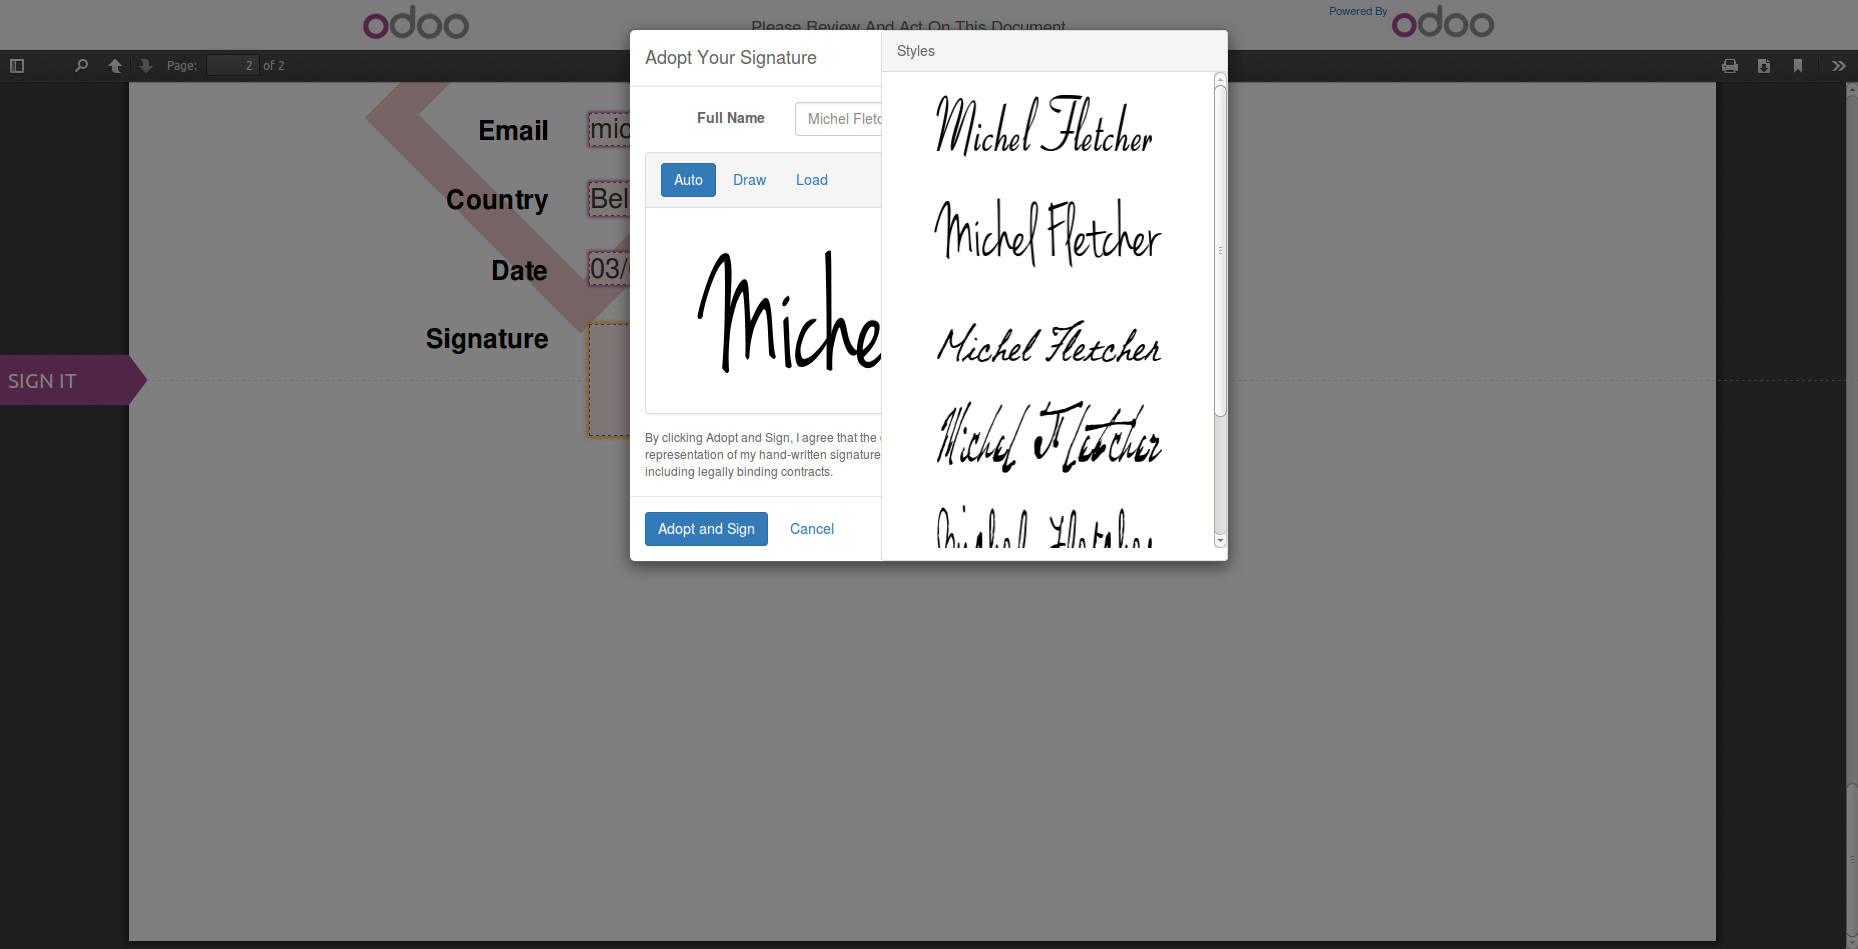 odoo
Please Review And Act On This Document
Powered By odoo
Page: 2 of 2
Email mic
Country Bel
Date 03/
Signature
SIGN IT
Adopt Your Signature
Full Name Michel Fletc
Auto Draw Load
Miche
By clicking Adopt and Sign, I agree that the
representation of my hand-written signature
including legally binding contracts.
Adopt and Sign Cancel
Styles
Michel Fletcher
Michel Fletcher
Michel Fletcher
Michel Fletcher
Michel Fletcher